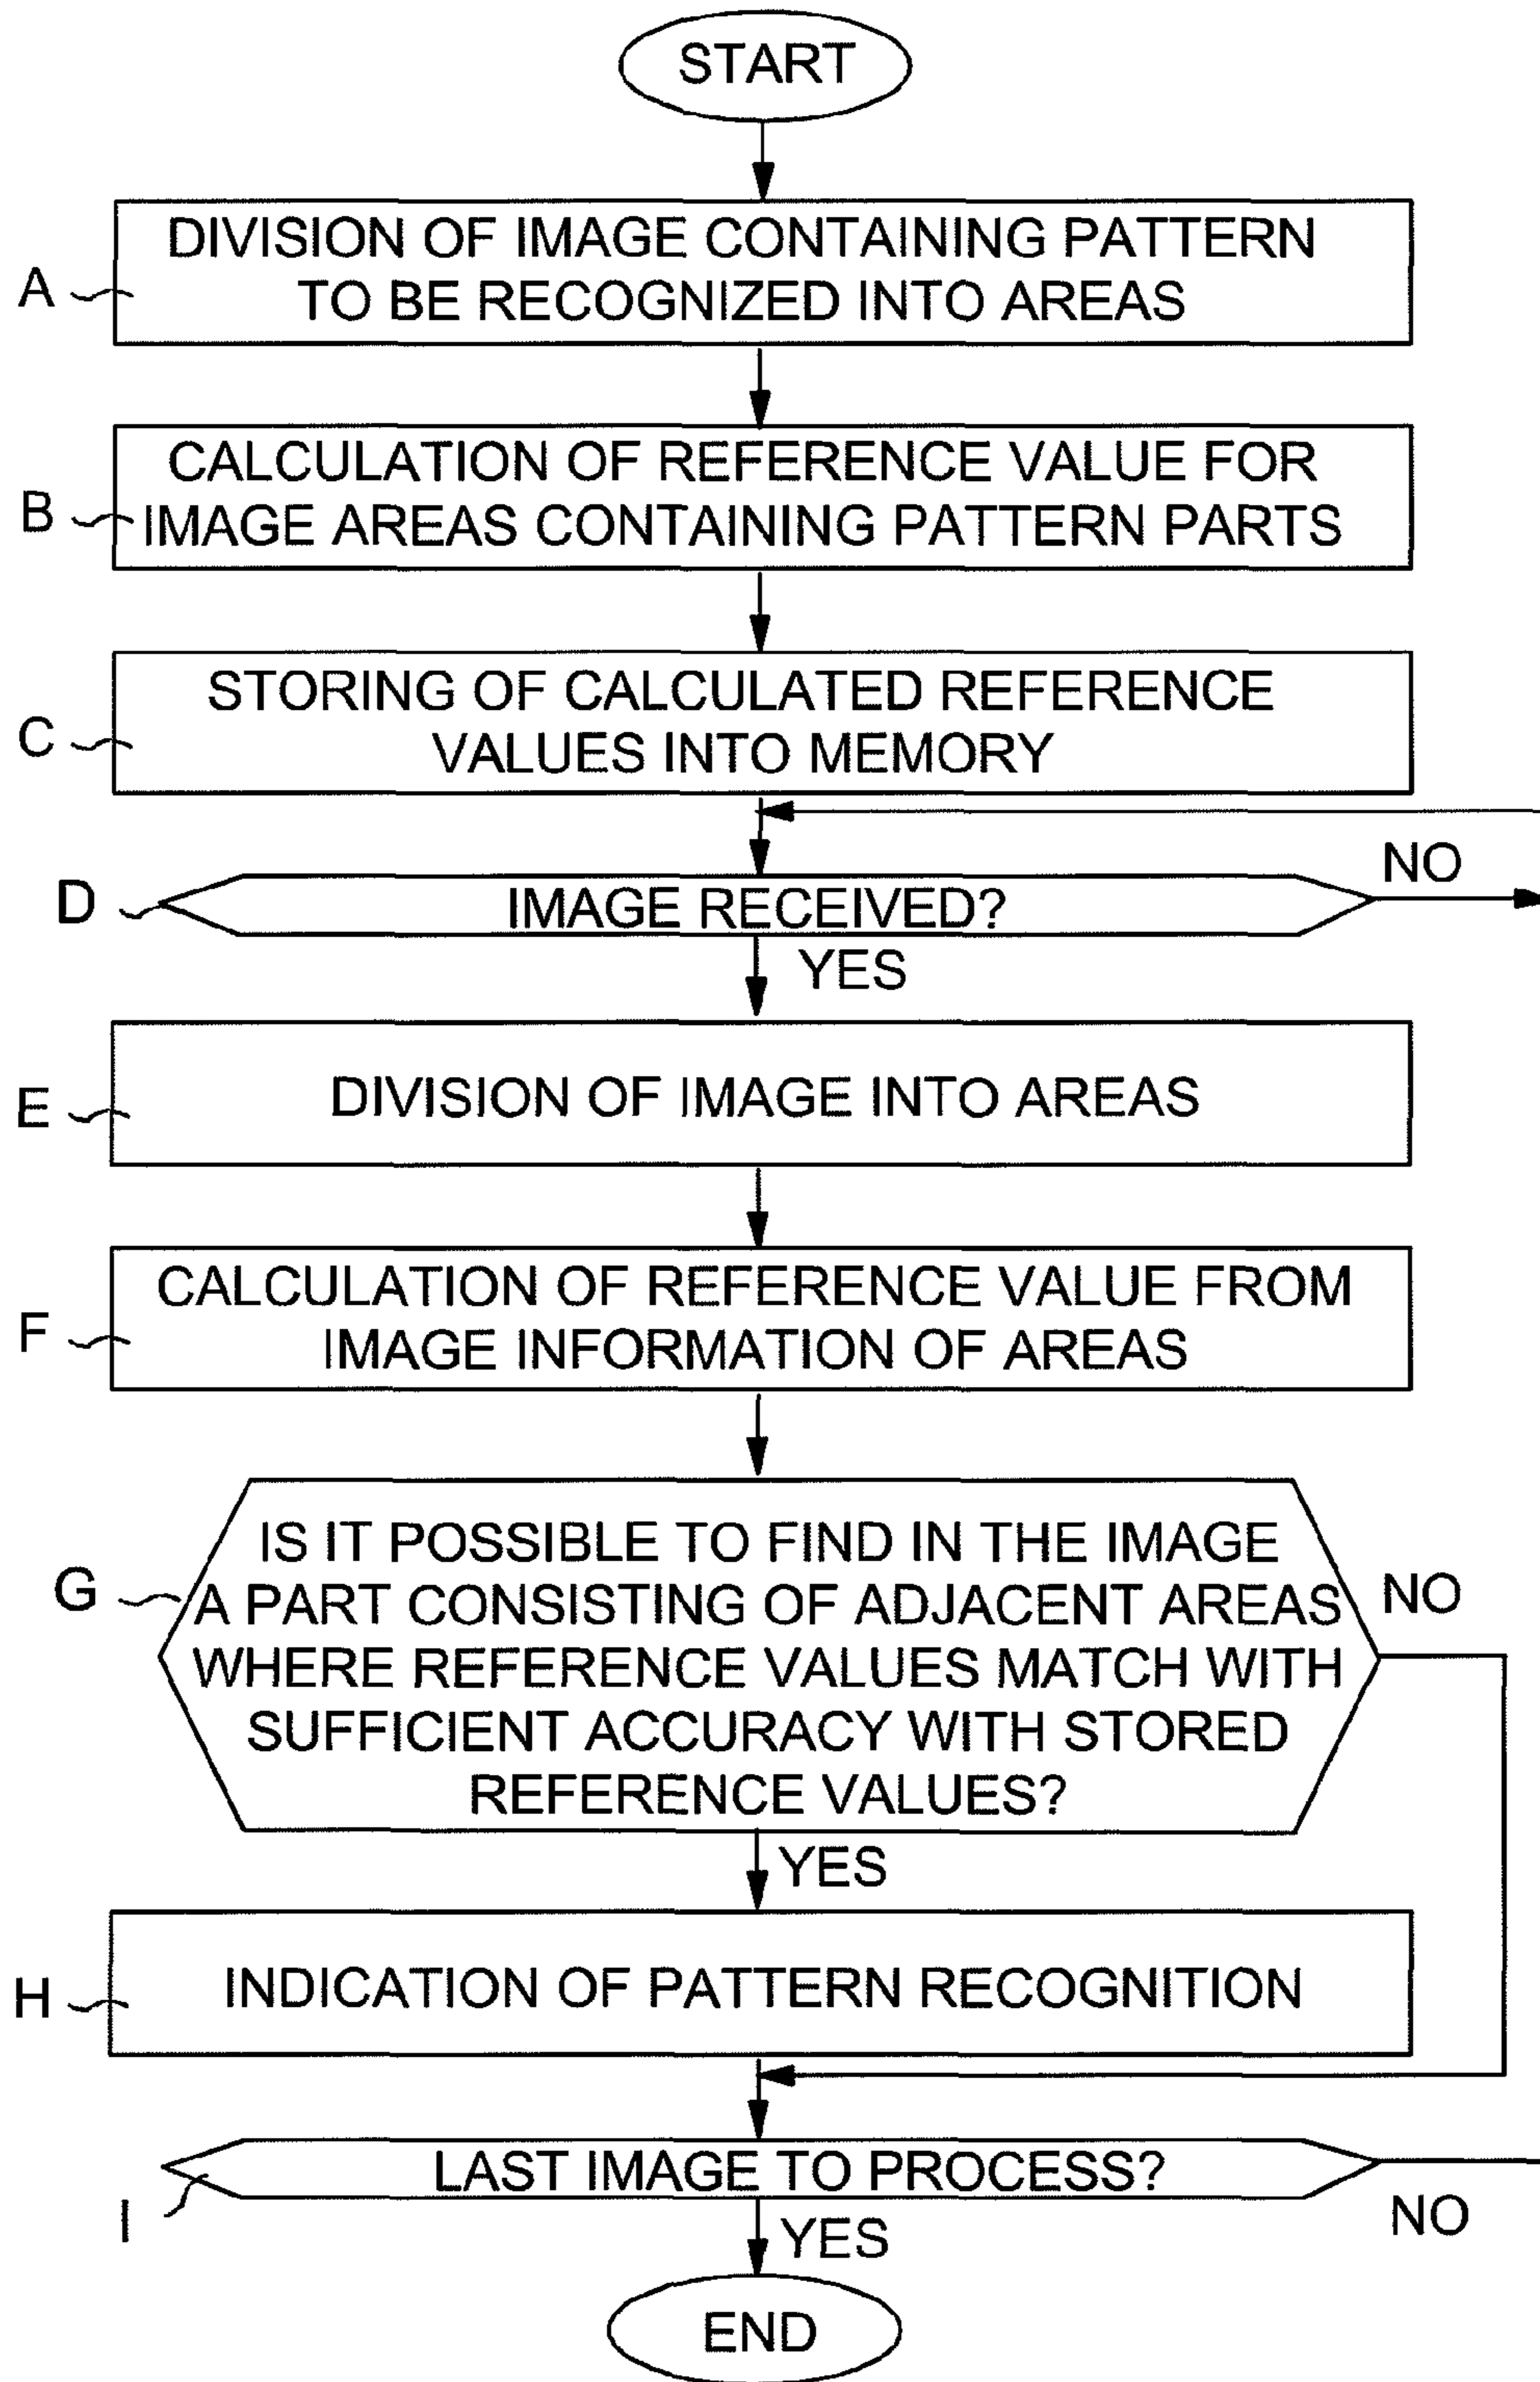 START
A
DIVISION OF IMAGE CONTAINING PATTERN
TO BE RECOGNIZED INTO AREAS
B
CALCULATION OF REFERENCE VALUE FOR
IMAGE AREAS CONTAINING PATTERN PARTS
C
STORING OF CALCULATED REFERENCE
VALUES INTO MEMORY
D
IMAGE RECEIVED?
NO
YES
E
DIVISION OF IMAGE INTO AREAS
F
CALCULATION OF REFERENCE VALUE FROM
IMAGE INFORMATION OF AREAS
G
IS IT POSSIBLE TO FIND IN THE IMAGE
A PART CONSISTING OF ADJACENT AREAS
WHERE REFERENCE VALUES MATCH WITH
SUFFICIENT ACCURACY WITH STORED
REFERENCE VALUES?
NO
YES
H
INDICATION OF PATTERN RECOGNITION
I
LAST IMAGE TO PROCESS?
NO
YES
END